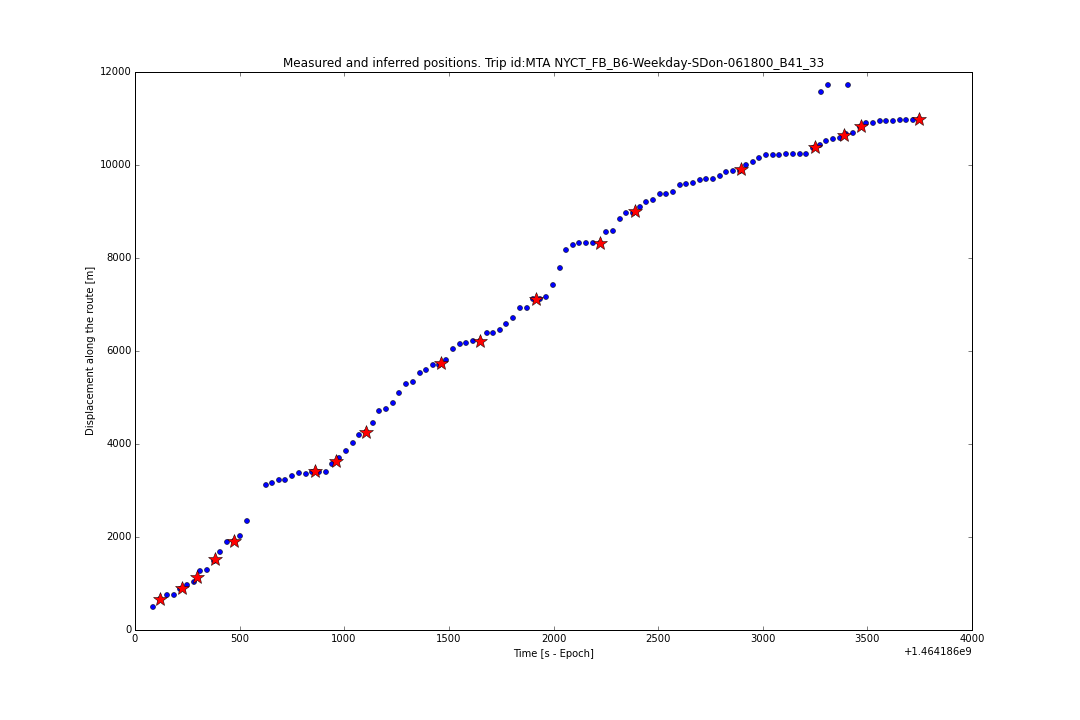 Measured and inferred positions. Trip id:MTA NYCT_FB_B6-Weekday-SDon-061800_B41_33
12000
10000
8000
6000
4000
2000
0
Displacement along the route [m]
0 500 1000 1500 2000 2500 3000 3500 4000
Time [s - Epoch]
+1.464186e9